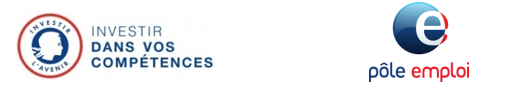 INVESTIR
L'AVENIR
INVESTIR
DANS VOS
COMPÉTENCES
e
pôle emploi